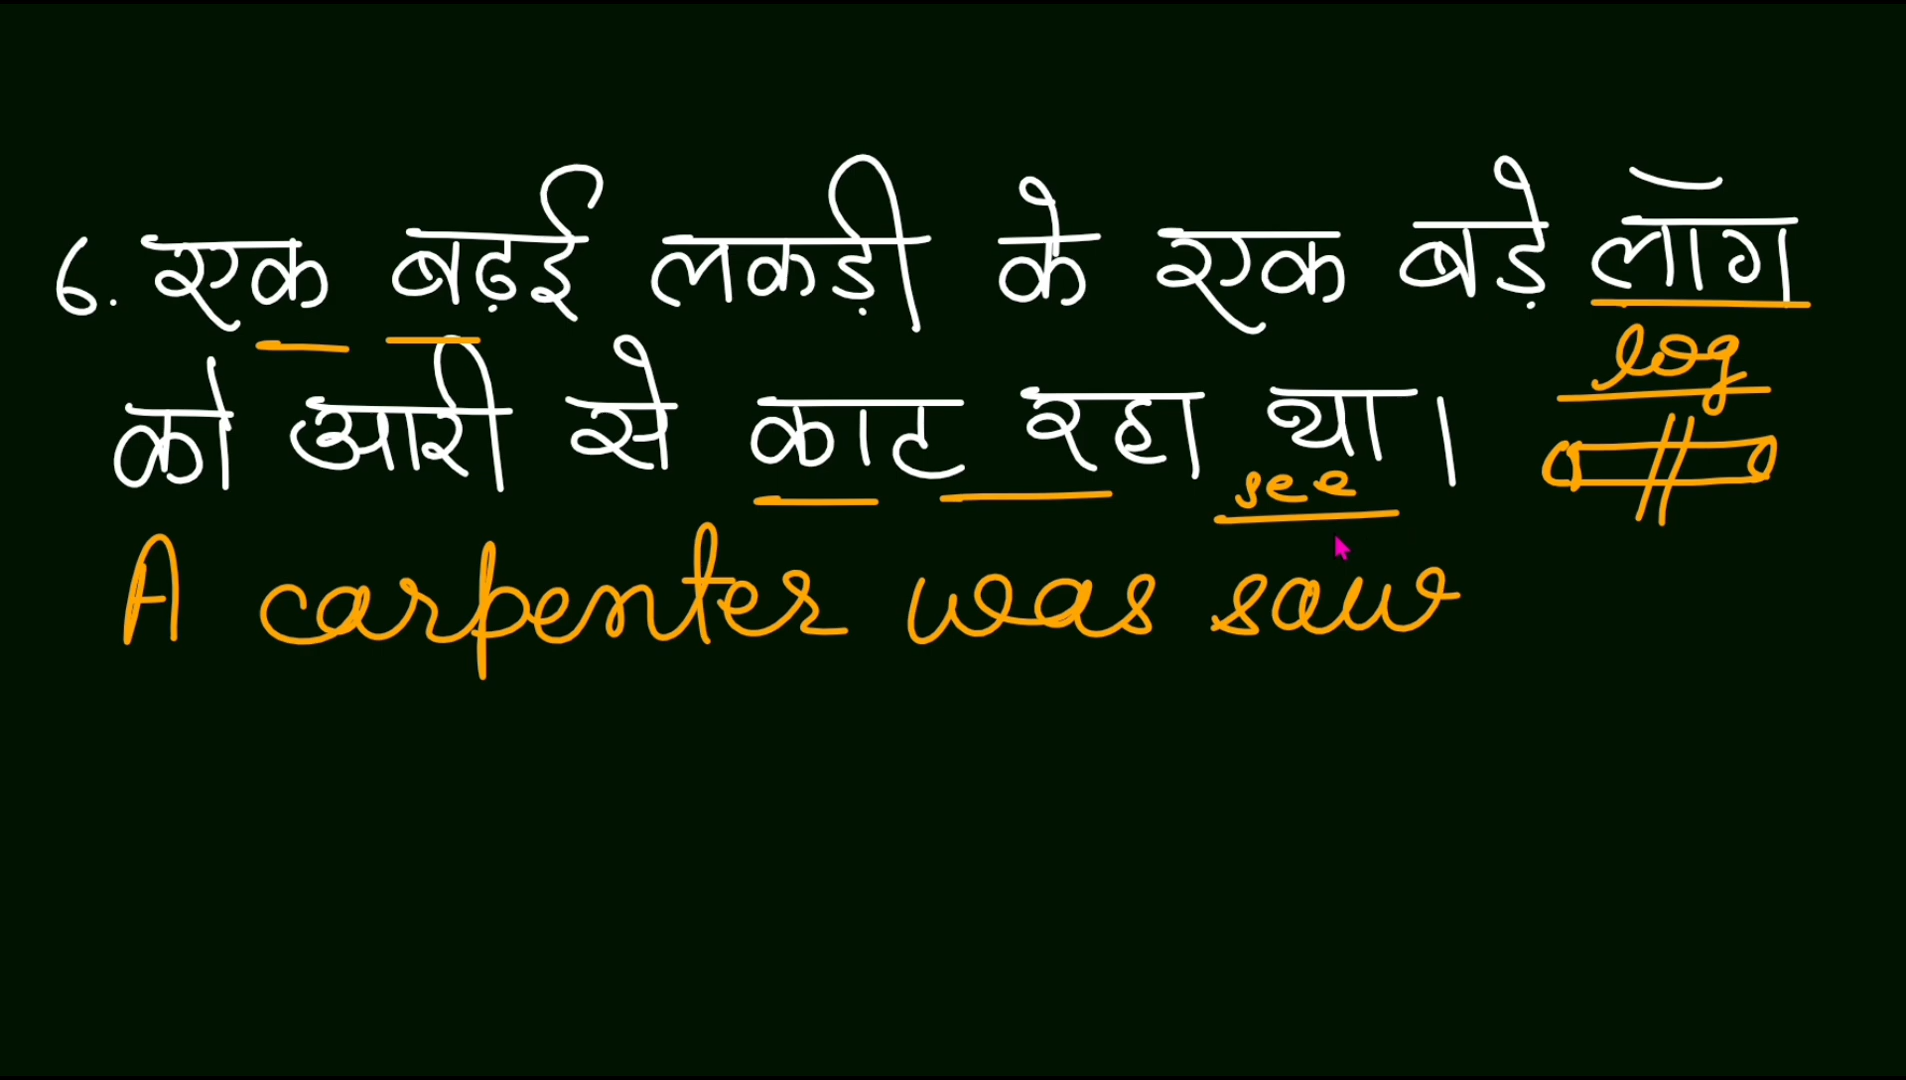 6. एक बढ़ई लकड़ी के एक बड़े लॉग
log
को आरी से काट रहा था।
see
A carpenter was saw